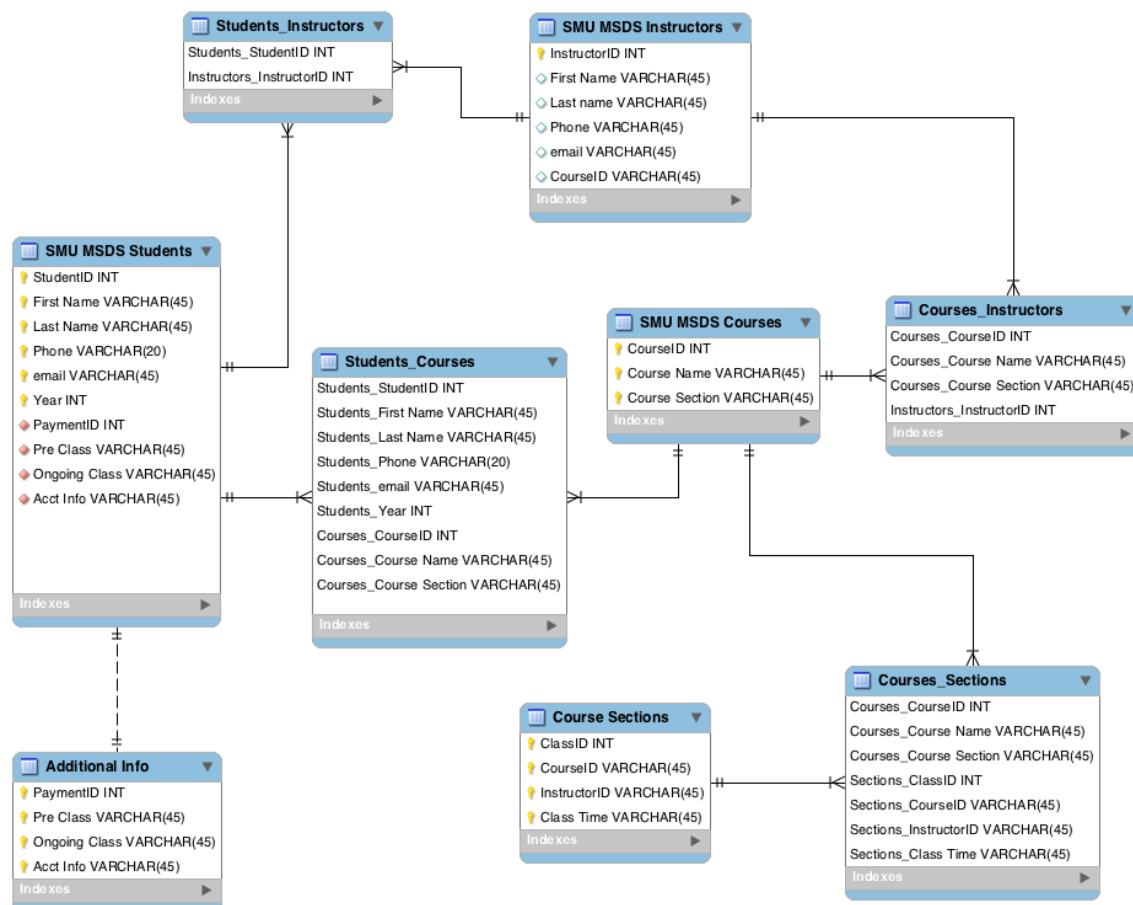 Students_Instructors
Students_StudentID INT
Instructors_InstructorID INT
Indexes
SMU MSDS Instructors
InstructorID INT
First Name VARCHAR(45)
Last name VARCHAR(45)
Phone VARCHAR(45)
email VARCHAR(45)
CourseID VARCHAR(45)
Indexes
SMU MSDS Students
StudentID INT
First Name VARCHAR(45)
Last Name VARCHAR(45)
Phone VARCHAR(20)
email VARCHAR(45)
Year INT
PaymentID INT
Pre Class VARCHAR(45)
Ongoing Class VARCHAR(45)
Acct Info VARCHAR(45)
Indexes
Students_Courses
Students_StudentID INT
Students_First Name VARCHAR(45)
Students_Last Name VARCHAR(45)
Students_Phone VARCHAR(20)
Students_email VARCHAR(45)
Students_Year INT
Courses_CourseID INT
Courses_Course Name VARCHAR(45)
Courses_Course Section VARCHAR(45)
Indexes
SMU MSDS Courses
CourseID INT
Course Name VARCHAR(45)
Course Section VARCHAR(45)
Indexes
Courses_Instructors
Courses_CourseID INT
Courses_Course Name VARCHAR(45)
Courses_Course Section VARCHAR(45)
Instructors_InstructorID INT
Indexes
Additional Info
PaymentID INT
Pre Class VARCHAR(45)
Ongoing Class VARCHAR(45)
Acct Info VARCHAR(45)
Indexes
Course Sections
ClassID INT
CourseID VARCHAR(45)
InstructorID VARCHAR(45)
Class Time VARCHAR(45)
Indexes
Courses_Sections
Courses_CourseID INT
Courses_Course Name VARCHAR(45)
Courses_Course Section VARCHAR(45)
Sections_ClassID INT
Sections_CourseID VARCHAR(45)
Sections_InstructorID VARCHAR(45)
Sections_Class Time VARCHAR(45)
Indexes